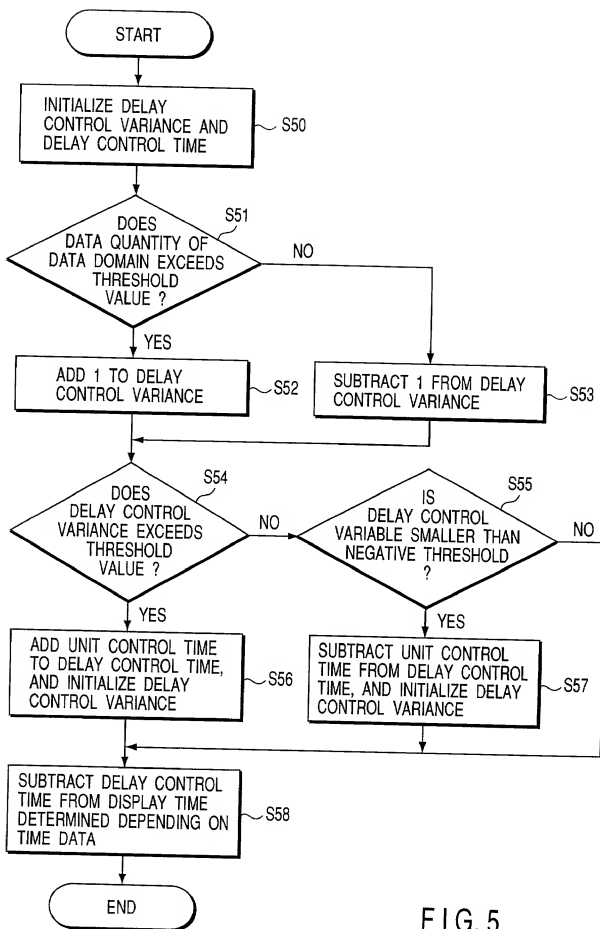 START
INITIALIZE DELAY
CONTROL VARIANCE AND
DELAY CONTROL TIME
S50
DOES
DATA QUANTITY OF
DATA DOMAIN EXCEEDS
THRESHOLD
VALUE ?
S51
NO
YES
ADD 1 TO DELAY
CONTROL VARIANCE
S52
SUBTRACT 1 FROM DELAY
CONTROL VARIANCE
S53
DOES
DELAY CONTROL
VARIANCE EXCEEDS
THRESHOLD
VALUE ?
S54
NO
YES
IS
DELAY CONTROL
VARIABLE SMALLER THAN
NEGATIVE THRESHOLD
?
S55
NO
YES
ADD UNIT CONTROL TIME
TO DELAY CONTROL TIME,
AND INITIALIZE DELAY
CONTROL VARIANCE
S56
SUBTRACT UNIT CONTROL
TIME FROM DELAY CONTROL
TIME, AND INITIALIZE DELAY
CONTROL VARIANCE
S57
SUBTRACT DELAY CONTROL
TIME FROM DISPLAY TIME
DETERMINED DEPENDING ON
TIME DATA
S58
END
FIG. 5